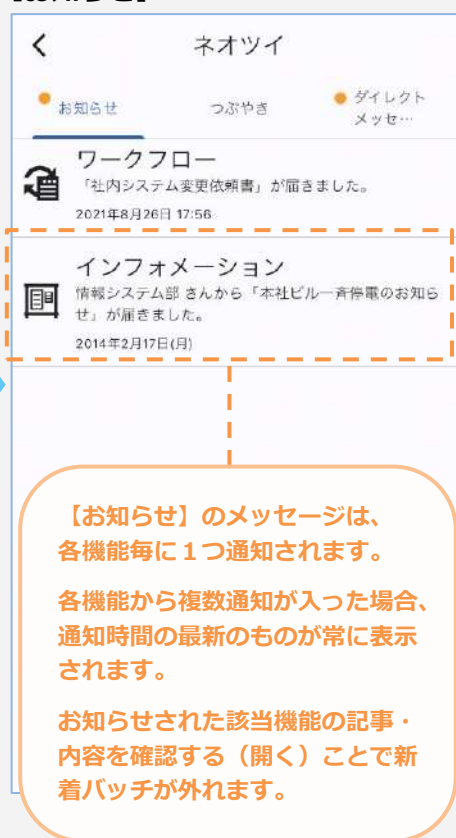 ネオツイ
お知らせ
つぶやき
ダイレクト
メッセ…
ワークフロー
「社内システム変更依頼書」が届きました。
2021年8月26日 17:56
インフォメーション
情報システム部 さんから「本社ビル一斉停電のお知ら
せ」が届きました。
2014年2月17日(月)
【お知らせ】のメッセージは、
各機能毎に１つ通知されます。
各機能から複数通知が入った場合、
通知時間の最新のものが常に表示
されます。
お知らせされた該当機能の記事・
内容を確認する（開く）ことで新
着バッチが外れます。